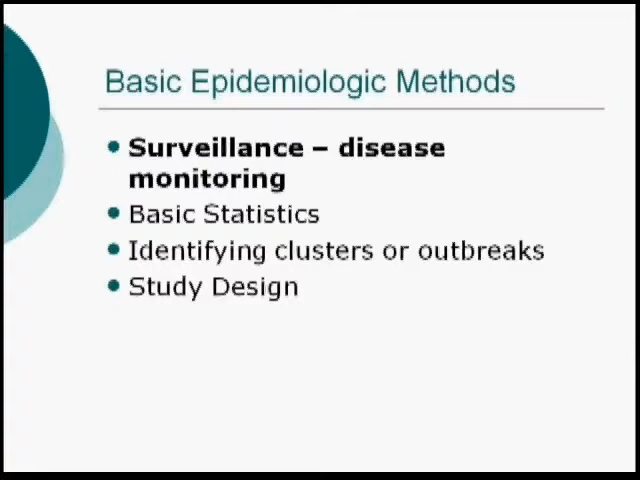 Basic Epidemiologic Methods
Surveillance – disease
monitoring
Basic Statistics
Identifying clusters or outbreaks
Study Design